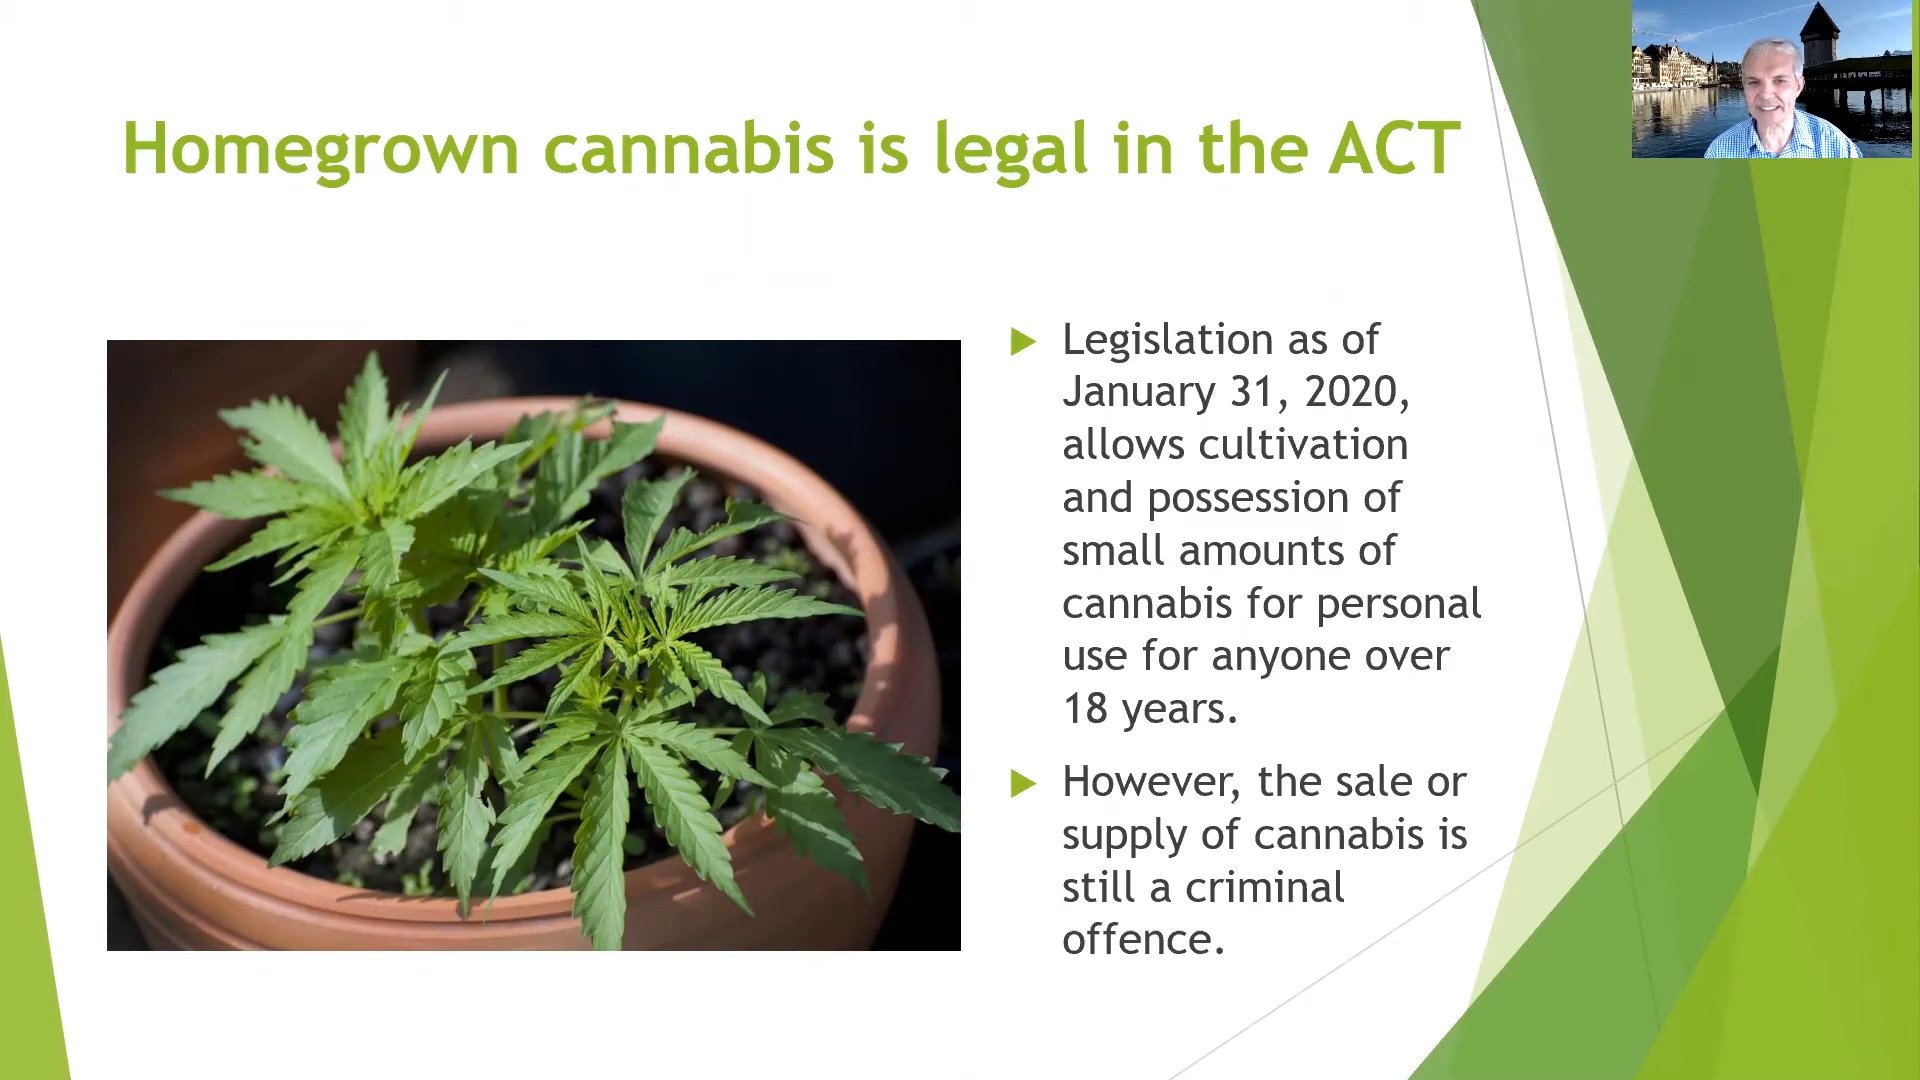 Homegrown cannabis is legal in the ACT
Legislation as of
January 31, 2020,
allows cultivation
and possession of
small amounts of
cannabis for personal
use for anyone over
18 years.
However, the sale or
supply of cannabis is
still a criminal
offence.